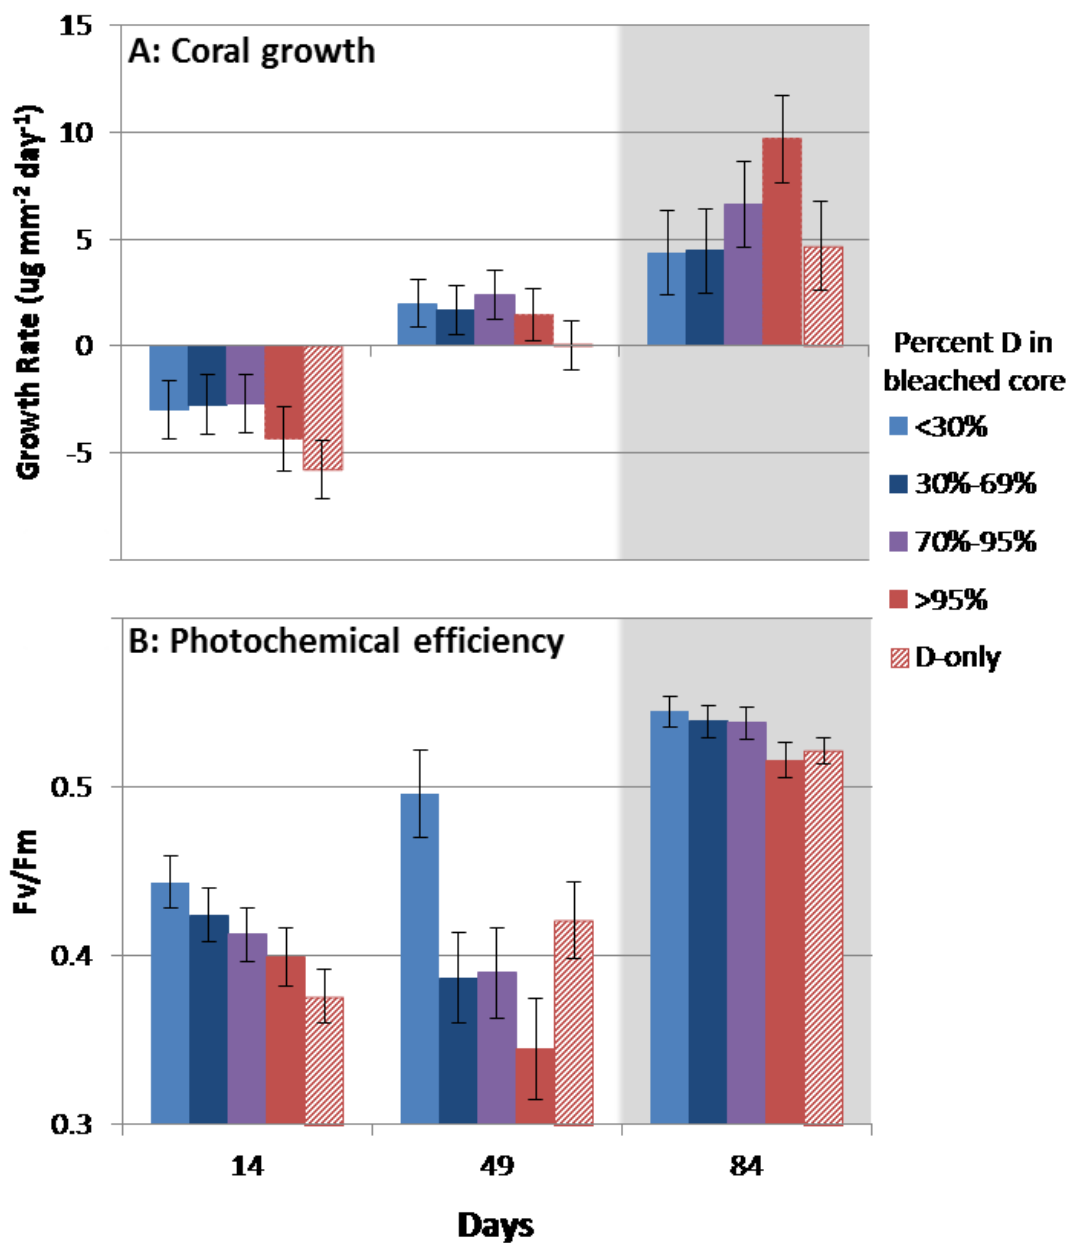 A: Coral growth
15
10
5
0
-5
Growth Rate (ug mm⁻² day⁻¹)
Percent D in
bleached core
<30%
30%-69%
70%-95%
>95%
D-only
B: Photochemical efficiency
0.5
0.4
0.3
Fv/Fm
14 49 84
Days